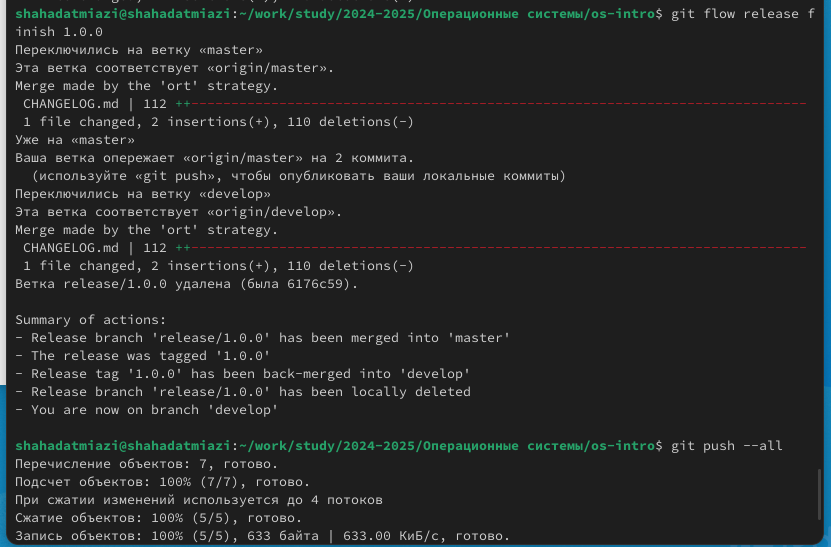 shahadatmiazi@shahadatmiazi:~/work/study/2024-2025/Операционные системы/os-intro$ git flow release f
inish 1.0.0
Переключились на ветку «master»
Эта ветка соответствует «origin/master».
Merge made by the 'ort' strategy.
 CHANGELOG.md | 112 ++------------------------------------------------------------------------------
 1 file changed, 2 insertions(+), 110 deletions(-)
Уже на «master»
Ваша ветка опережает «origin/master» на 2 коммита.
  (используйте «git push», чтобы опубликовать ваши локальные коммиты)
Переключились на ветку «develop»
Эта ветка соответствует «origin/develop».
Merge made by the 'ort' strategy.
 CHANGELOG.md | 112 ++------------------------------------------------------------------------------
 1 file changed, 2 insertions(+), 110 deletions(-)
Ветка release/1.0.0 удалена (была 6176c59).

Summary of actions:
- Release branch 'release/1.0.0' has been merged into 'master'
- The release was tagged '1.0.0'
- Release tag '1.0.0' has been back-merged into 'develop'
- Release branch 'release/1.0.0' has been locally deleted
- You are now on branch 'develop'

shahadatmiazi@shahadatmiazi:~/work/study/2024-2025/Операционные системы/os-intro$ git push --all
Перечисление объектов: 7, готово.
Подсчет объектов: 100% (7/7), готово.
При сжатии изменений используется до 4 потоков
Сжатие объектов: 100% (5/5), готово.
Запись объектов: 100% (5/5), 633 байта | 633.00 КиБ/с, готово.